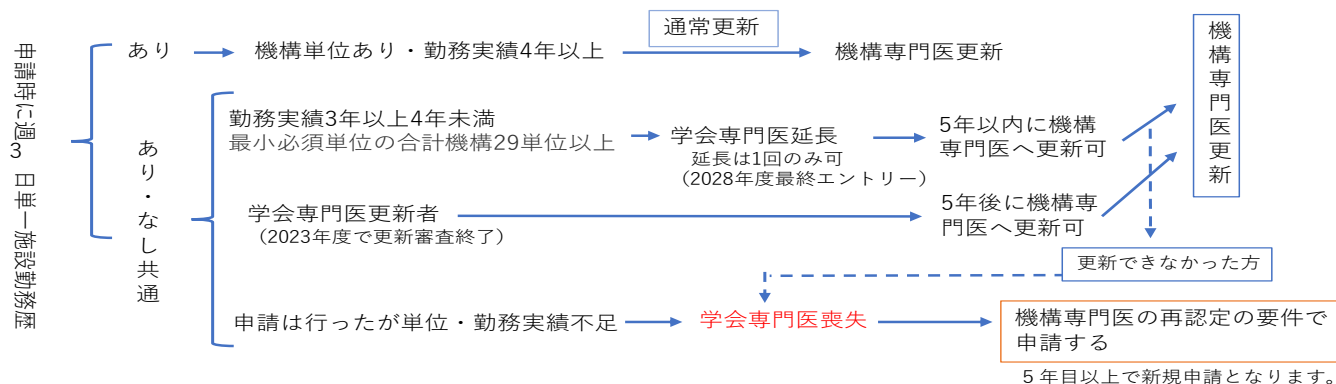 申請時に週3日単一施設勤務歴
あり
機構単位あり・勤務実績4年以上
通常更新
機構専門医更新
あり・なし共通
勤務実績3年以上4年未満
最小必須単位の合計機構29単位以上
学会専門医延長
延長は1回のみ可
（2028年度最終エントリー）
5年以内に機構
専門医へ更新可
機構専門医更新
学会専門医更新者
（2023年度で更新審査終了）
5年後に機構専
門医へ更新可
更新できなかった方
申請は行ったが単位・勤務実績不足
学会専門医喪失
機構専門医の再認定の要件で
申請する
5年目以上で新規申請となります。